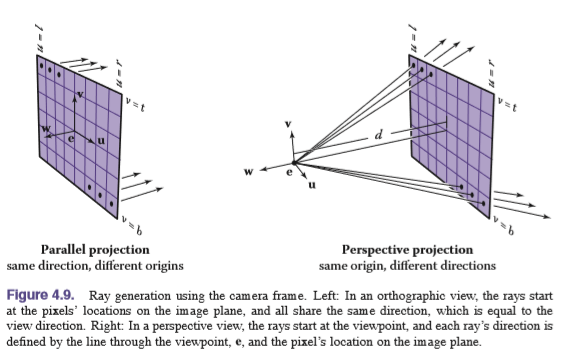 u = l
u = r
v = t
v
w
e
u
v = b
Parallel projection
same direction, different origins
u = l
u = r
v = t
d
v
w
e
u
v = b
Perspective projection
same origin, different directions
Figure 4.9. Ray generation using the camera frame. Left: In an orthographic view, the rays start
at the pixels' locations on the image plane, and all share the same direction, which is equal to the
view direction. Right: In a perspective view, the rays start at the viewpoint, and each ray's direction is
defined by the line through the viewpoint, e, and the pixel's location on the image plane.